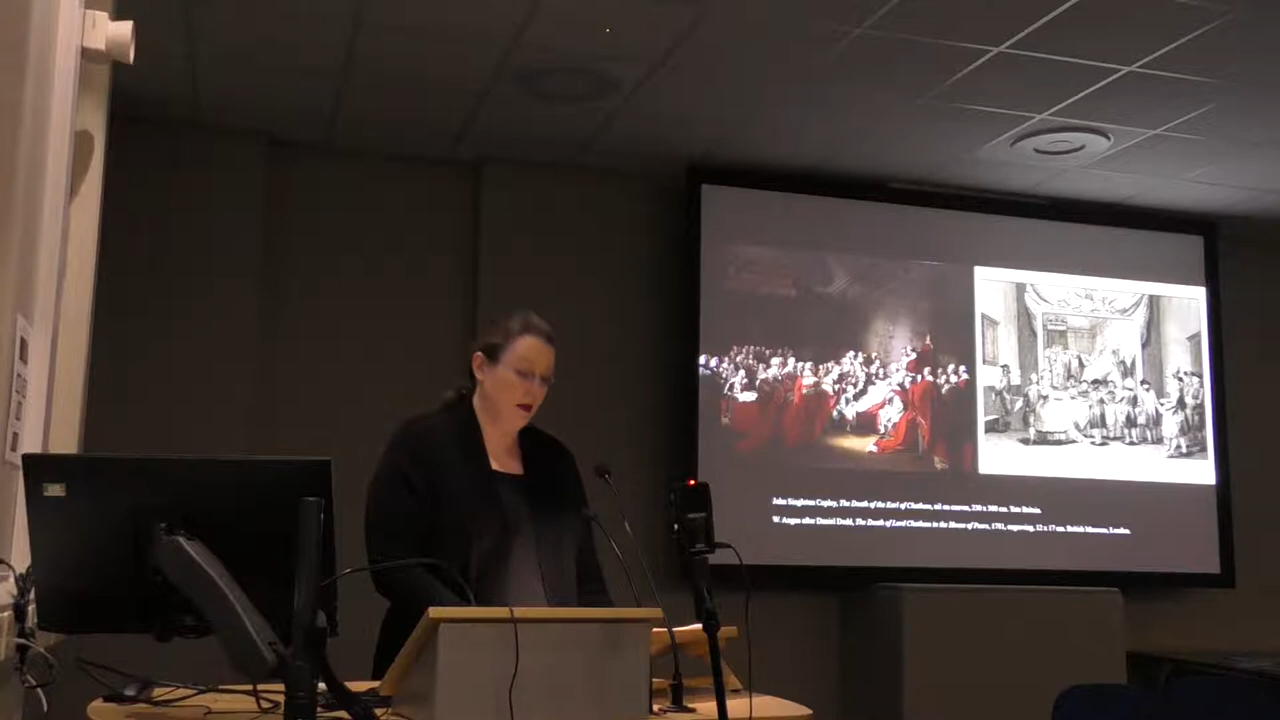 John Singleton Copley, The Death of the Earl of Chatham, oil on canvas, 230 x 300 cm. Tate Britain.
W. Angus after Daniel Dodd, The Death of Lord Chatham in the House of Peers, 1781, engraving, 12 x 17 cm. British Museum, London.